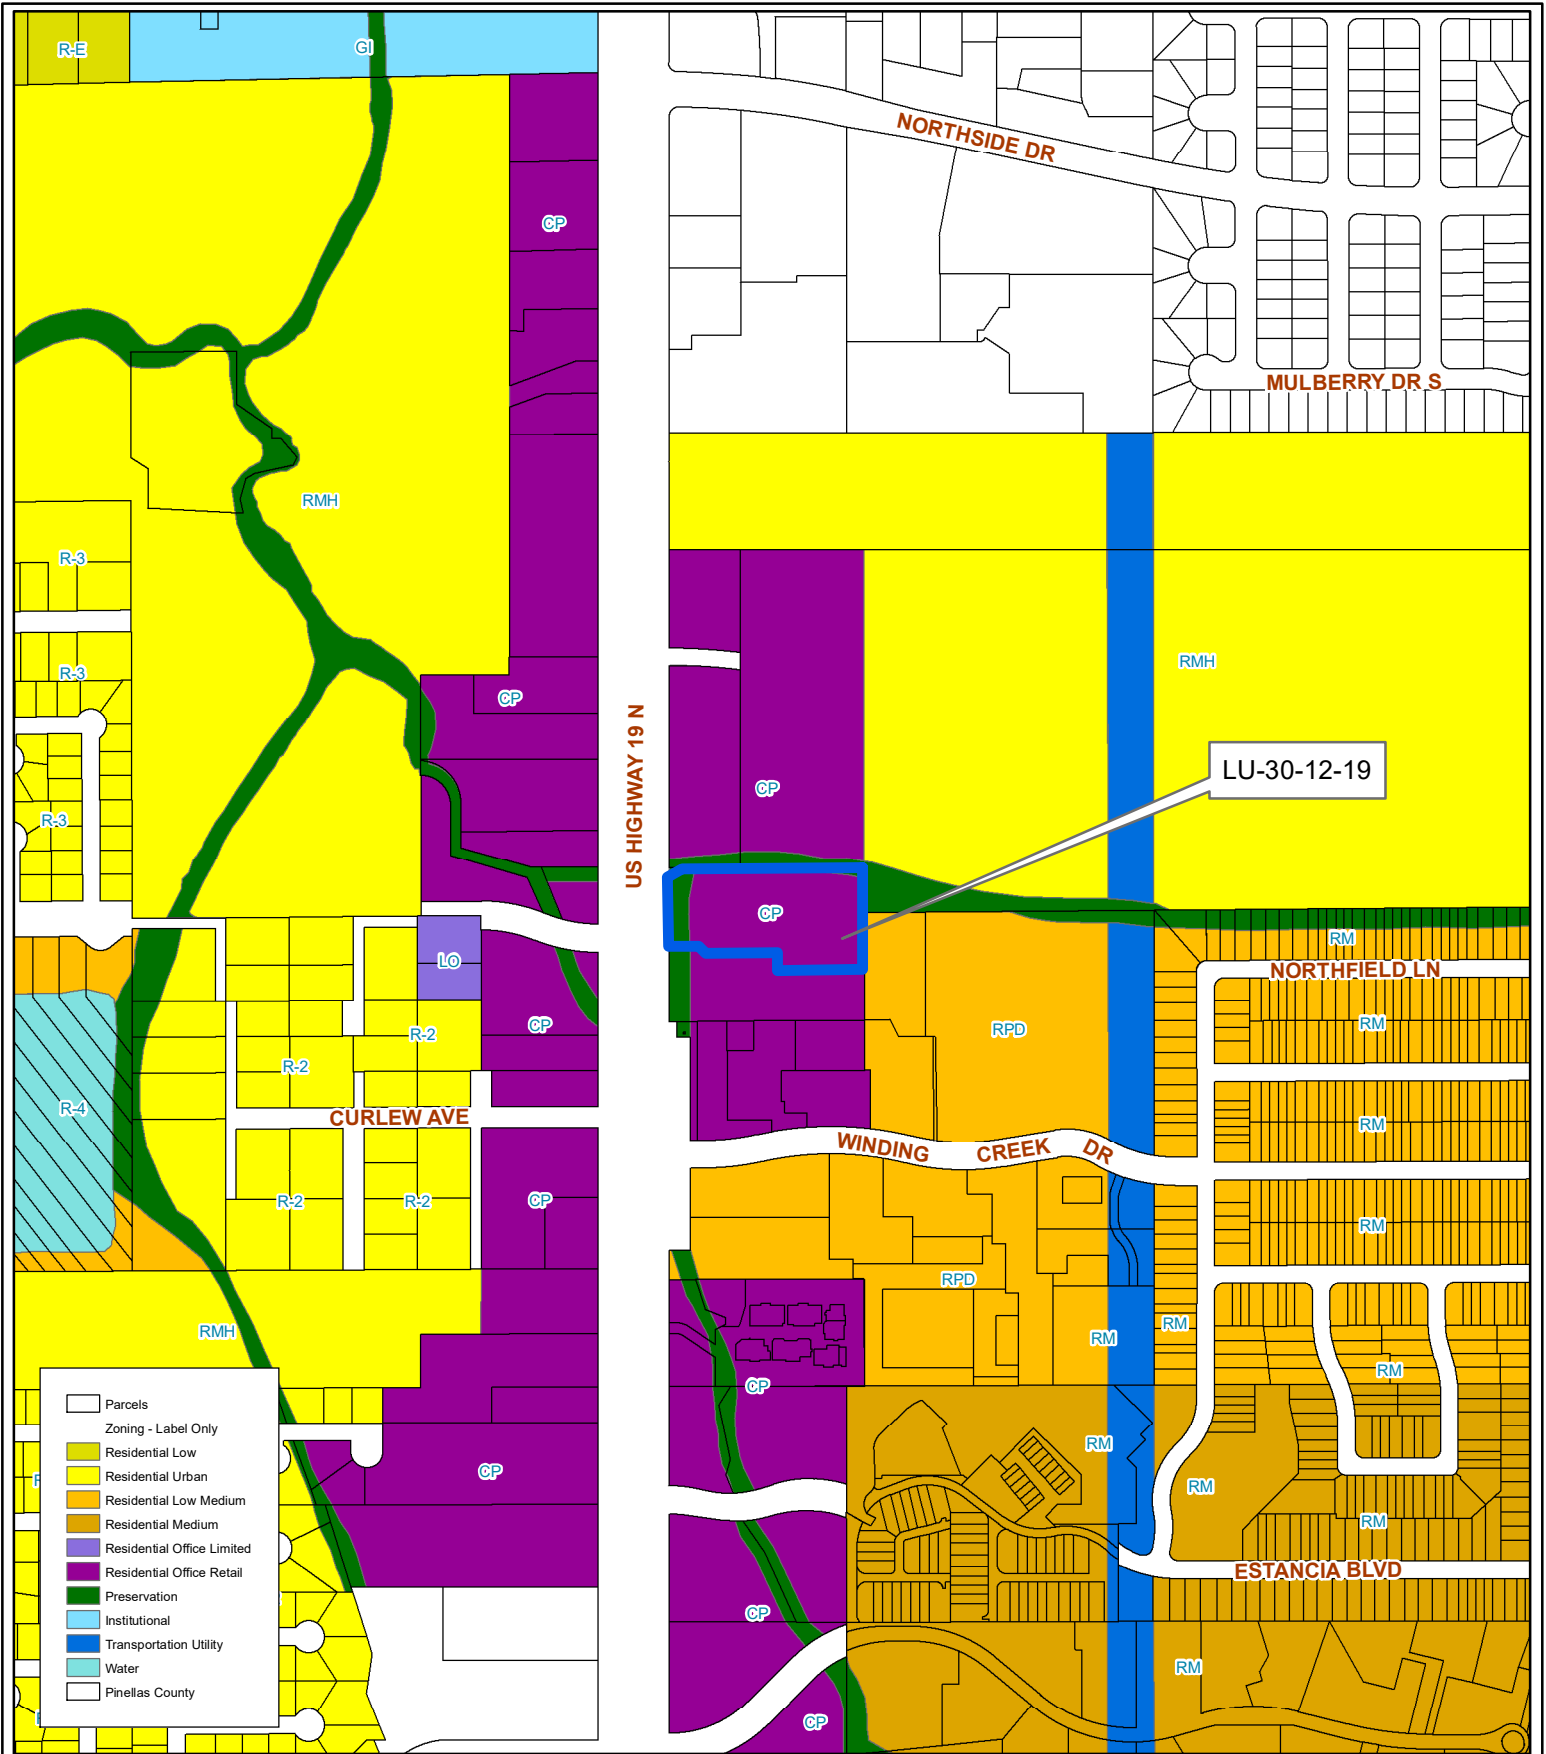 R-E
GI
NORTHSIDE DR
CP
MULBERRY DR S
RMH
R-3
RMH
R-3
CP
US HIGHWAY 19 N
LU-30-12-19
CP
R-3
CP
RM
LO
NORTHFIELD LN
CP
R-2
RPD
RM
R-2
R-4
CURLEW AVE
RM
WINDING CREEK DR
R-2
R-2
CP
RM
RPD
RMH
RM
RM
RM
CP
Parcels
Zoning - Label Only
Residential Low
Residential Urban
Residential Low Medium
Residential Medium
Residential Office Limited
Residential Office Retail
Preservation
Institutional
Transportation Utility
Water
Pinellas County
RM
CP
RM
RM
ESTANCIA BLVD
CP
RM
CP